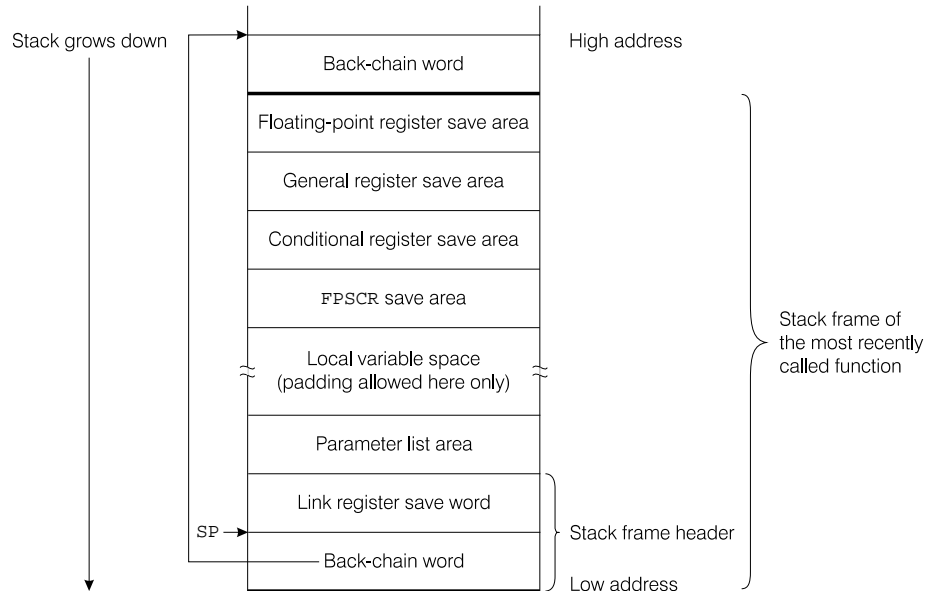 Stack grows down
High address
Back-chain word
Floating-point register save area
General register save area
Conditional register save area
FPSCR save area
Local variable space
(padding allowed here only)
Stack frame of
the most recently
called function
Parameter list area
Link register save word
SP
Stack frame header
Back-chain word
Low address